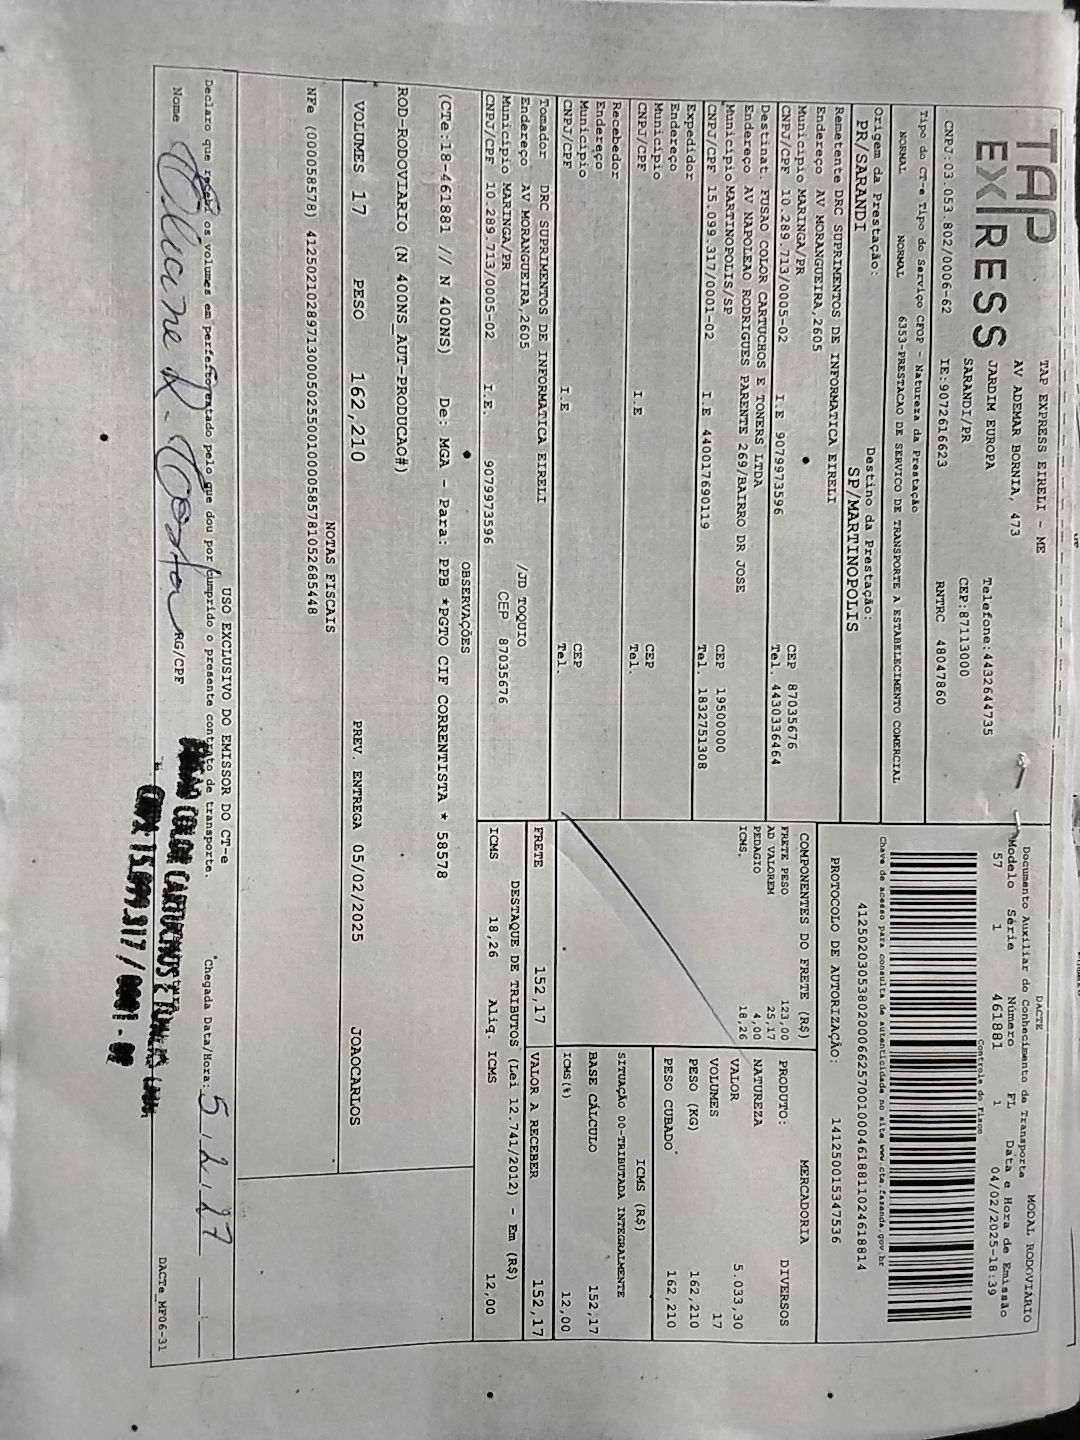 TAP
EXPRESS
TAP EXPRESS EIRELI - ME
AV ADEMAR BORNIA, 473
JARDIM EUROPA
SARANDI/PR
Telefone:4432644735
CEP:87113000
CNPJ:03.053.802/0006-62
IE:9072616623
RNTRC 48047860
Tipo do CT-e Tipo do Serviço CFOP - Natureza da Prestação
NORMAL NORMAL 6353-PRESTACAO DE SERVICO DE TRANSPORTE A ESTABELECIMENTO COMERCIAL
Origem da Prestação: Destino da Prestação:
PR/SARANDI SP/MARTINOPOLIS
Remetente DRC SUPRIMENTOS DE INFORMATICA EIRELI
Endereço AV MORANGUEIRA,2605
Município MARINGA/PR CEP 87035676
CNPJ/CPF 10.289.713/0005-02 I.E 9079973596 Tel. 4430336464
Destinat. FUSAO COLOR CARTUCHOS E TONERS LTDA
Endereço AV NAPOLEAO RODRIGUES PARENTE 269/BAIRRO DR JOSE
Município MARTINOPOLIS/SP CEP 19500000
CNPJ/CPF 15.099.317/0001-02 I.E 440017690119 Tel. 1832751308
Expedidor
Endereço
Município CEP
CNPJ/CPF I.E Tel.
Recebedor
Endereço
Município CEP
CNPJ/CPF I.E Tel.
Tomador DRC SUPRIMENTOS DE INFORMATICA EIRELI
Endereço AV MORANGUEIRA,2605 /JD TOQUIO
Município MARINGA/PR CEP 87035676
CNPJ/CPF 10.289.713/0005-02 I.E. 9079973596
DACTE MODAL RODOVIÁRIO
Documento Auxiliar do Conhecimento de Transporte
Modelo Série Número FL Data e Hora de Emissão
57 1 461881 1 04/02/2025-18:39
Controle do Fisco
Chave de acesso para consulta de autenticidade no site www.cte.fazenda.gov.br
41250203053802000662570010004618811024618814
PROTOCOLO DE AUTORIZAÇÃO: 141250015347536
COMPONENTES DO FRETE (R$)
FRETE PESO 123,00
AD VALOREM 25,17
PEDAGIO 4,00
ICMS. 18,26
MERCADORIA
PRODUTO: DIVERSOS
NATUREZA
VALOR 5.033,30
VOLUMES 17
PESO (KG) 162,210
PESO CUBADO 162,210
ICMS (R$)
SITUAÇÃO 00-TRIBUTADA INTEGRALMENTE
BASE CÁLCULO 152,17
ICMS(%) 12,00
FRETE 152,17 VALOR A RECEBER 152,17
DESTAQUE DE TRIBUTOS (Lei 12.741/2012) - Em (R$)
ICMS 18,26 Aliq. ICMS 12,00
OBSERVAÇÕES
(CTe:18-461881 // N 400NS) De: MGA - Para: PPB *PGTO CIF CORRENTISTA * 58578
ROD-RODOVIARIO (N 400NS_AUT-PRODUCAO#)
VOLUMES 17 PESO 162,210 PREV. ENTREGA 05/02/2025 JOAOCARLOS
NOTAS FISCAIS
NFe (000058578) 41250210289713000502550010000585781052685448
USO EXCLUSIVO DO EMISSOR DO CT-e
Declaro que recebi os volumes em perfeito estado pelo que dou por cumprido o presente contrato de transporte.
Chegada Data/Hora: 5, 2, 27 :
Nome RG/CPF
COLOR CARTUCHOS E TONERS LTDA
15.099.317/0001-02
DACTe_MF06-31